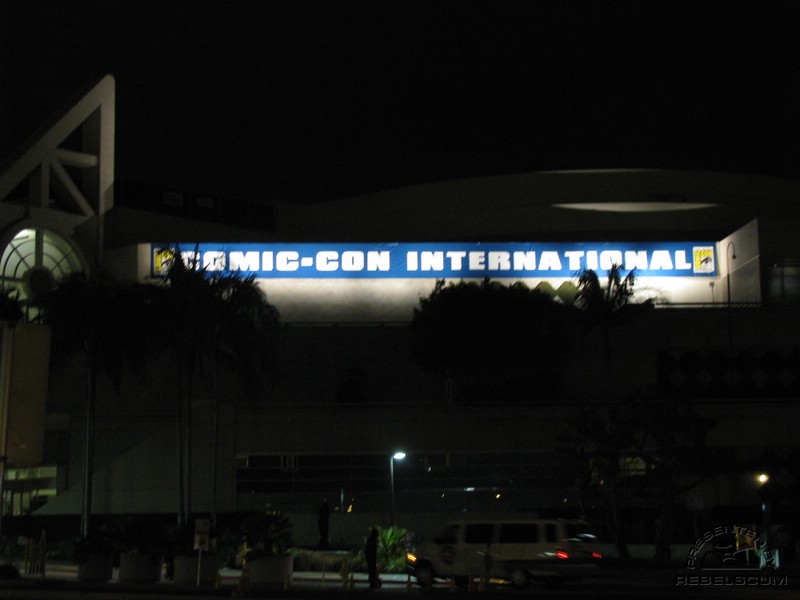 COMIC-CON INTERNATIONAL
PRESENTED BY
REBELSCUM